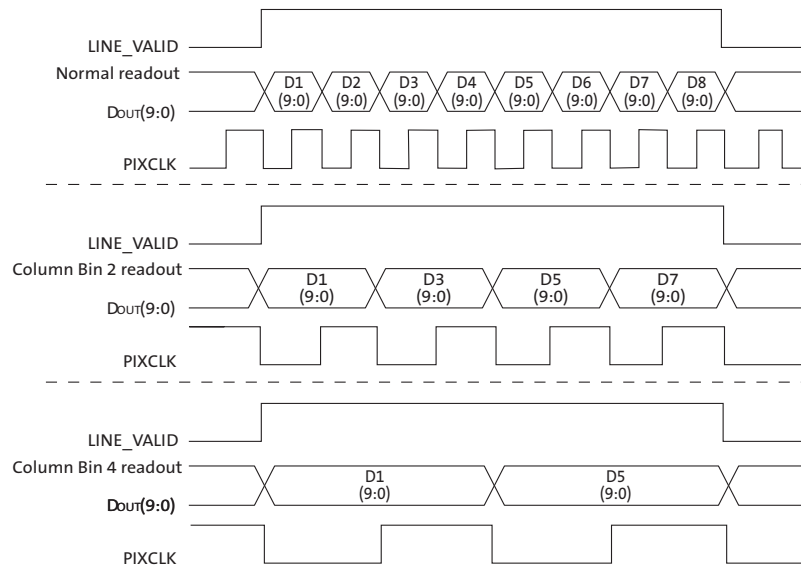 LINE_VALID
Normal readout
D1 D2 D3 D4 D5 D6 D7 D8
(9:0) (9:0) (9:0) (9:0) (9:0) (9:0) (9:0) (9:0)
DOUT(9:0)
PIXCLK
LINE_VALID
Column Bin 2 readout
D1 D3 D5 D7
(9:0) (9:0) (9:0) (9:0)
DOUT(9:0)
PIXCLK
LINE_VALID
Column Bin 4 readout
D1 D5
(9:0) (9:0)
DOUT(9:0)
PIXCLK